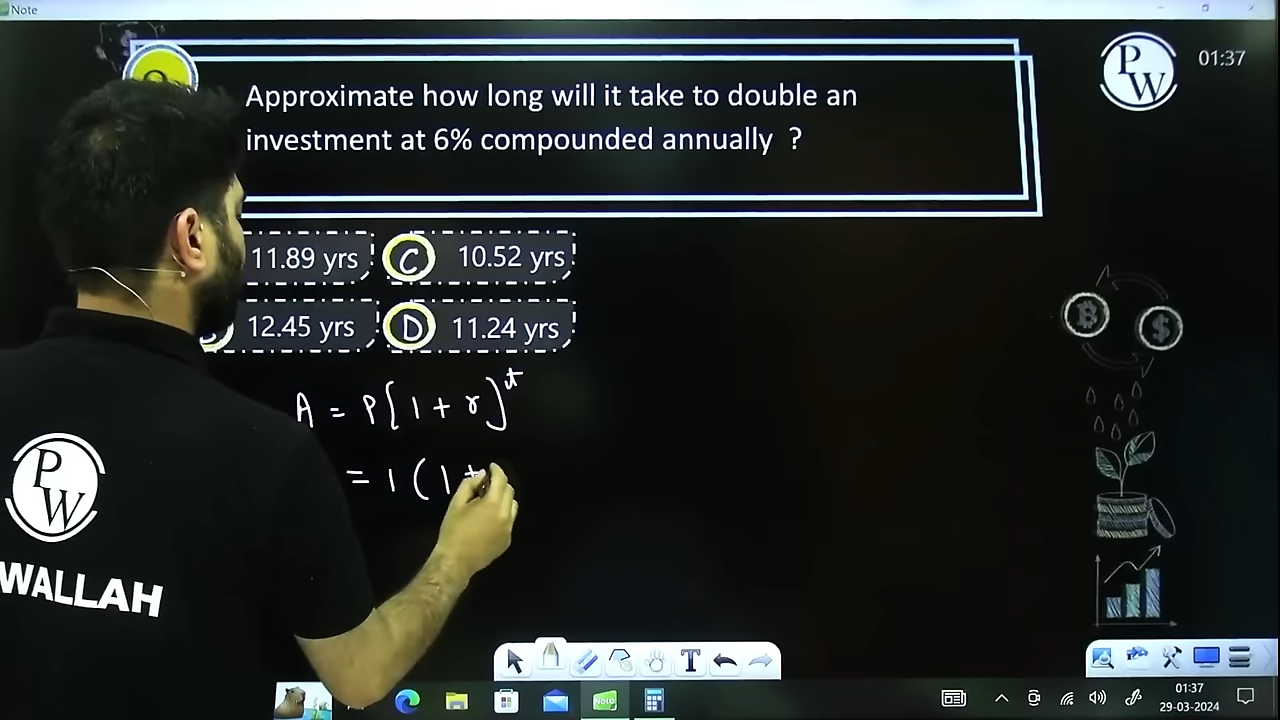 Note
Approximate how long will it take to double an
investment at 6% compounded annually ?
PW
01:37
11.89 yrs
C 10.52 yrs
12.45 yrs
D 11.24 yrs
A = P[1 + r]^t
= 1 (1 +
PW
WALLAH
T
Note
01:37
29-03-2024